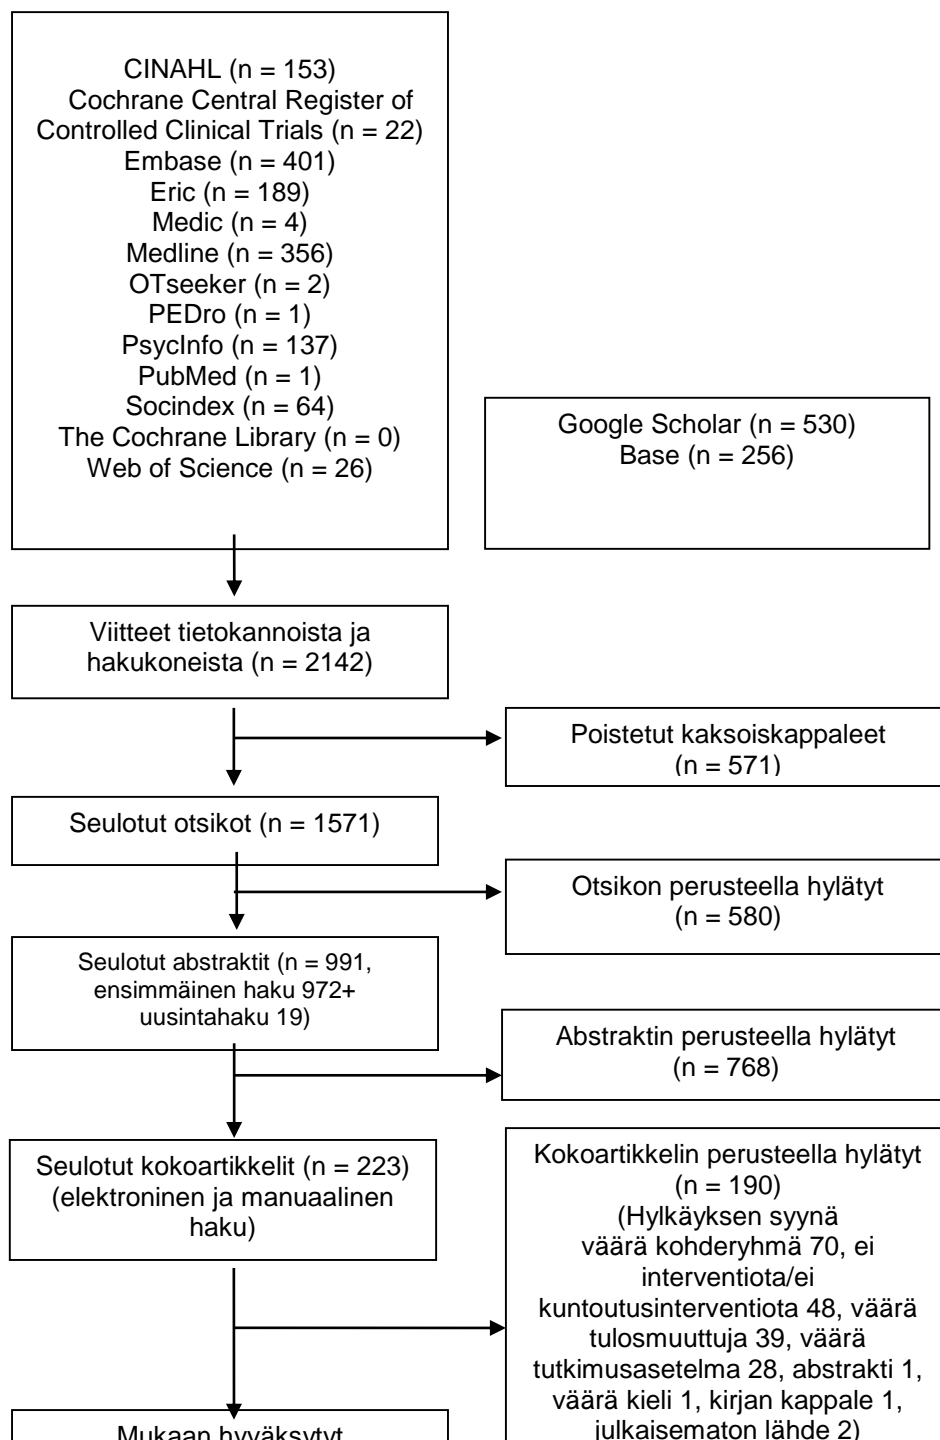 CINAHL (n = 153)
Cochrane Central Register of
Controlled Clinical Trials (n = 22)
Embase (n = 401)
Eric (n = 189)
Medic (n = 4)
Medline (n = 356)
OTseeker (n = 2)
PEDro (n = 1)
PsycInfo (n = 137)
PubMed (n = 1)
Socindex (n = 64)
The Cochrane Library (n = 0)
Web of Science (n = 26)
Google Scholar (n = 530)
Base (n = 256)
Viitteet tietokannoista ja
hakukoneista (n = 2142)
Poistetut kaksoiskappaleet
(n = 571)
Seulotut otsikot (n = 1571)
Otsikon perusteella hylätyt
(n = 580)
Seulotut abstraktit (n = 991,
ensimmäinen haku 972+
uusintahaku 19)
Abstraktin perusteella hylätyt
(n = 768)
Seulotut kokoartikkelit (n = 223)
(elektroninen ja manuaalinen
haku)
Kokoartikkelin perusteella hylätyt
(n = 190)
(Hylkäyksen syynä
väärä kohderyhmä 70, ei
interventiota/ei
kuntoutusinterventiota 48, väärä
tulosmuuttuja 39, väärä
tutkimusasetelma 28, abstrakti 1,
väärä kieli 1, kirjan kappale 1,
julkaisematon lähde 2)
Mukaan hyväksytyt